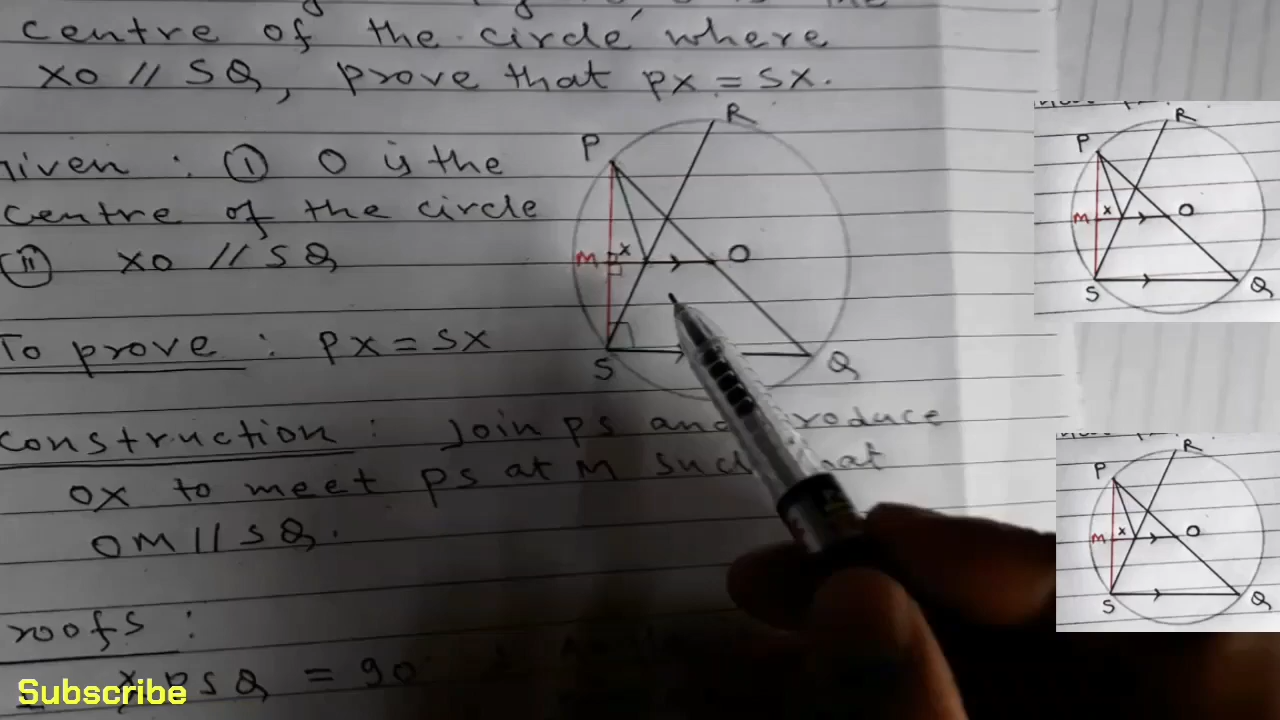 centre of the circle where
XO // SQ, prove that PX = SX.
Given : (i) O is the
centre of the circle
(ii) XO // SQ
To prove : PX = SX
Construction : Join PS and produce
OX to meet PS at M such that
OM // SQ.
roofs :
PSQ = 90
P
R
M
X
O
S
Q
P
R
M
X
O
S
Q
P
R
M
X
O
S
Q
Subscribe